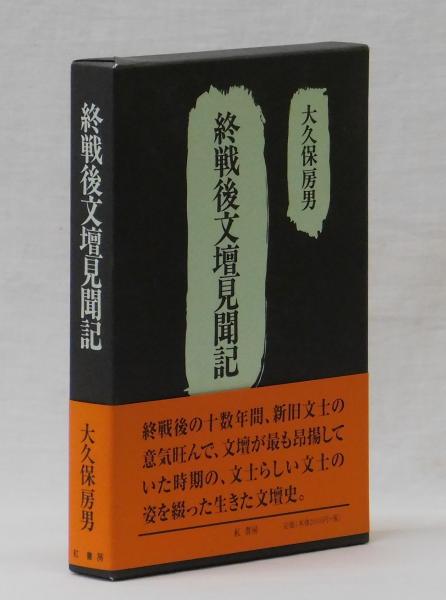 終戦後文壇見聞記
大久保房男
紅書房
大久保房男
終戦後文壇見聞記
終戦後の十数年間、新旧文士の
意気旺んで、文壇が最も昂揚して
いた時期の、文士らしい文士の
姿を綴った生きた文壇史。
紅書房